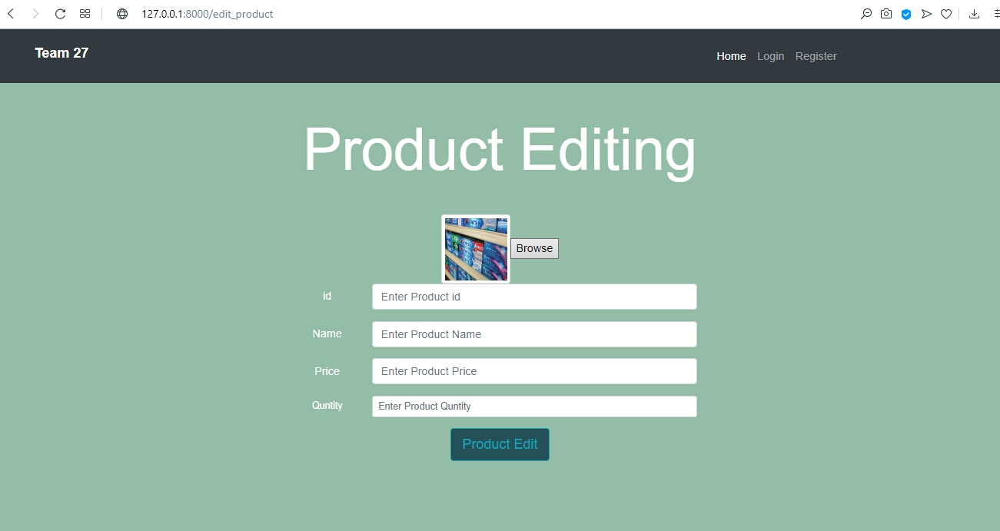 127.0.0.1:8000/edit_product
Team 27
Home Login Register
Product Editing
Browse
id Enter Product id
Name Enter Product Name
Price Enter Product Price
Quntity Enter Product Quntity
Product Edit